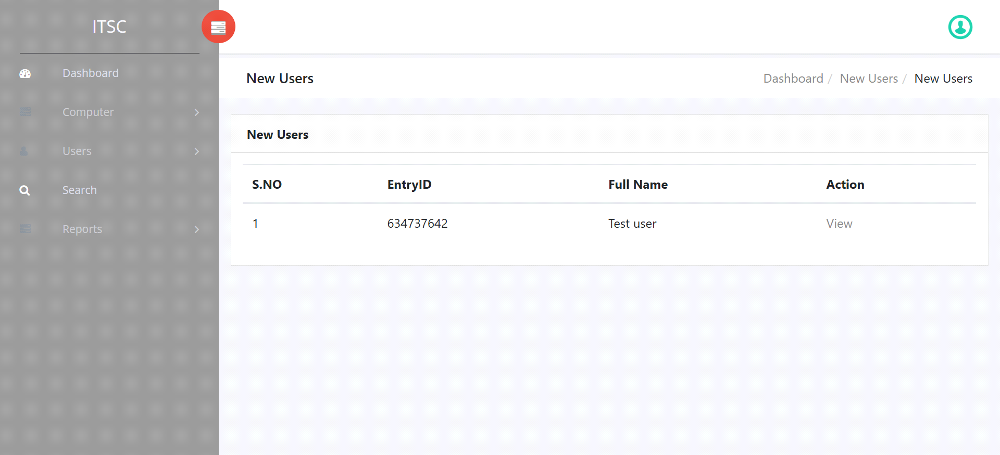 ITSC
Dashboard
Computer
Users
Search
Reports
New Users
Dashboard / New Users / New Users
New Users
S.NO EntryID Full Name Action
1 634737642 Test user View